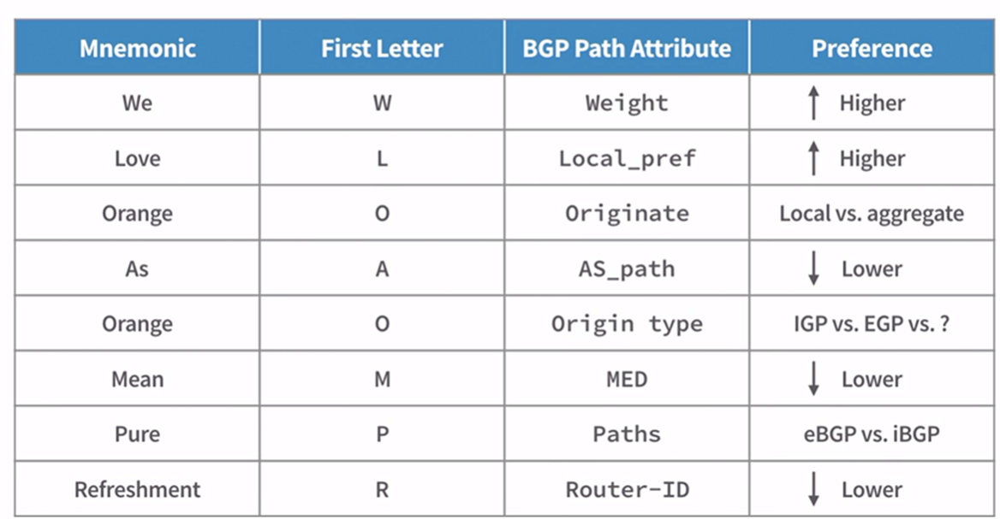 Mnemonic First Letter BGP Path Attribute Preference
We W Weight ↑ Higher
Love L Local_pref ↑ Higher
Orange O Originate Local vs. aggregate
As A AS_path ↓ Lower
Orange O Origin type IGP vs. EGP vs. ?
Mean M MED ↓ Lower
Pure P Paths eBGP vs. iBGP
Refreshment R Router-ID ↓ Lower